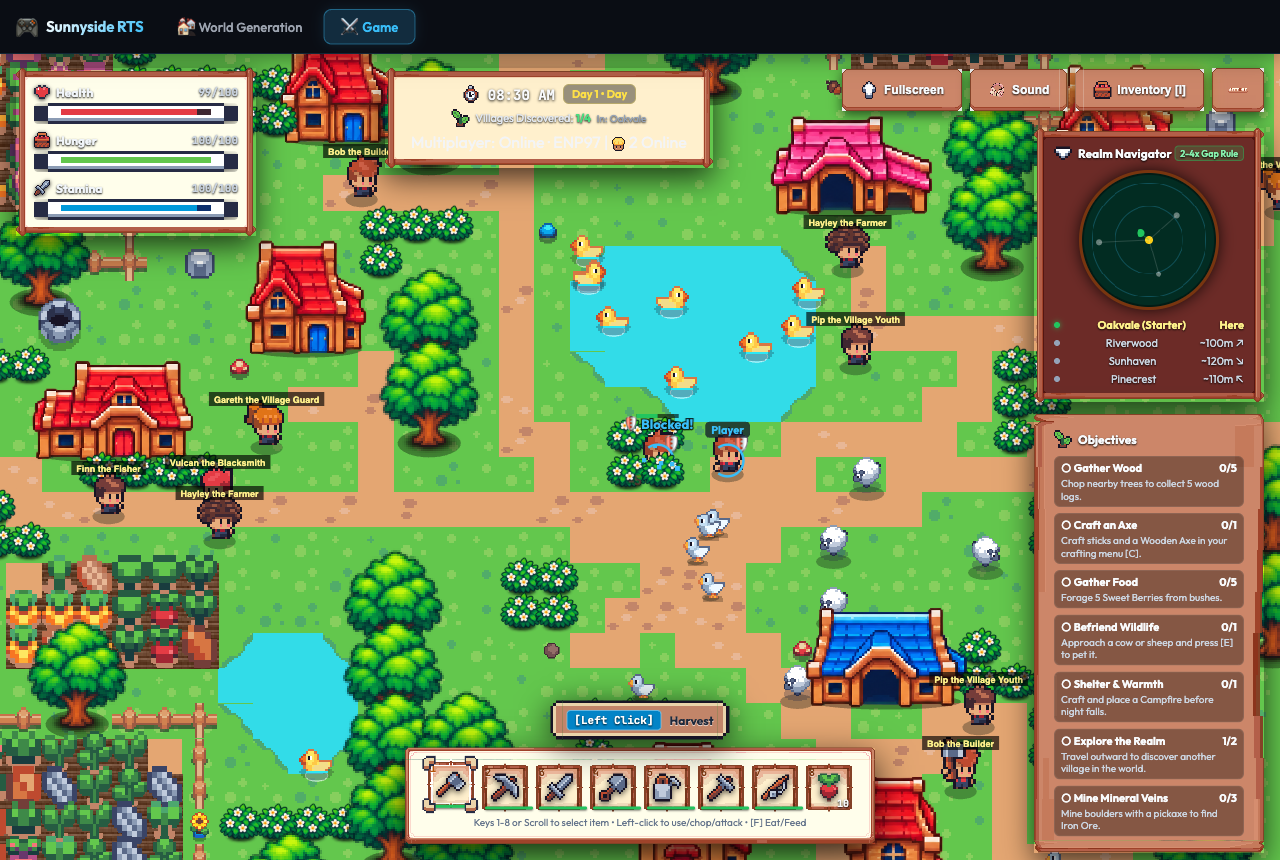 Sunnyside RTS
World Generation
Game
Health 99/100
Hunger 100/100
Stamina 100/100
08:30 AM Day 1 • Day
Villages Discovered: 1/4 In: Oakvale
Multiplayer: Online
2 Online
Fullscreen
Sound
Inventory [I]
Realm Navigator 2-4x Gap Rule
Oakvale (Starter) Here
Riverwood ~100m ↗
Sunhaven ~120m ↘
Pinecrest ~110m ↖
Objectives
Gather Wood 0/5
Chop nearby trees to collect 5 wood
logs.
Craft an Axe 0/1
Craft sticks and a Wooden Axe in your
crafting menu [C].
Gather Food 0/5
Forage 5 Sweet Berries from bushes.
Befriend Wildlife 0/1
Approach a cow or sheep and press [E]
to pet it.
Shelter & Warmth 0/1
Craft and place a Campfire before
night falls.
Explore the Realm 1/2
Travel outward to discover another
village in the world.
Mine Mineral Veins 0/3
Mine boulders with a pickaxe to find
Iron Ore.
Bob the Builde
Hayley the Farmer
Pip the Village Youth
Gareth the Village Guard
Blocked!
Player
Vulcan the Blacksmith
Finn the Fisher
Hayley the Farmer
Pip the Village Youth
Bob the Builder
[Left Click] Harvest
10
Keys 1-8 or Scroll to select item • Left-click to use/chop/attack • [F] Eat/Feed